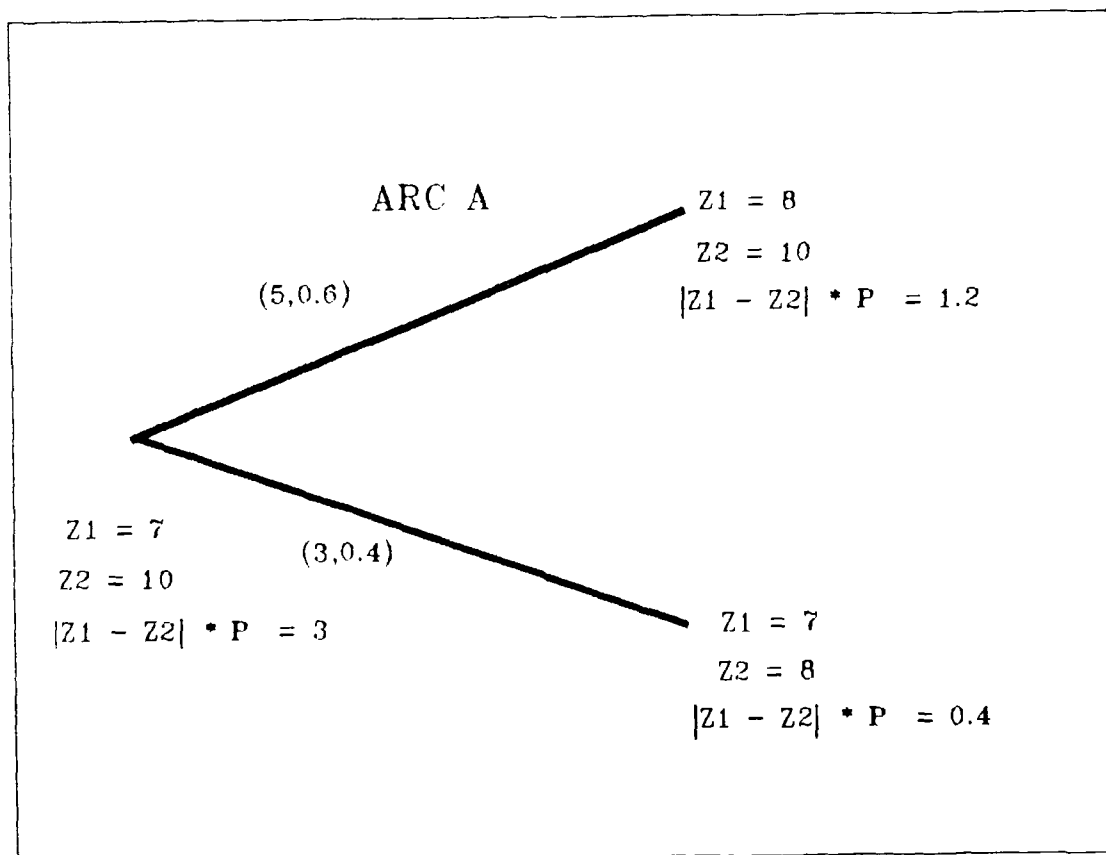 ARC A
Z1 = 8
Z2 = 10
|Z1 - Z2| * P = 1.2
(5,0.6)
Z1 = 7
Z2 = 10
|Z1 - Z2| * P = 3
(3,0.4)
Z1 = 7
Z2 = 8
|Z1 - Z2| * P = 0.4